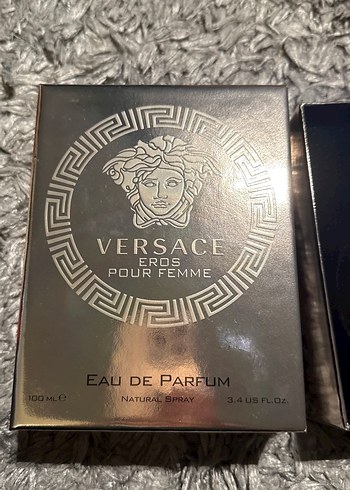 VERSACE
EROS
POUR FEMME
EAU DE PARFUM
100 ML ℮ NATURAL SPRAY 3.4 US FL.OZ.